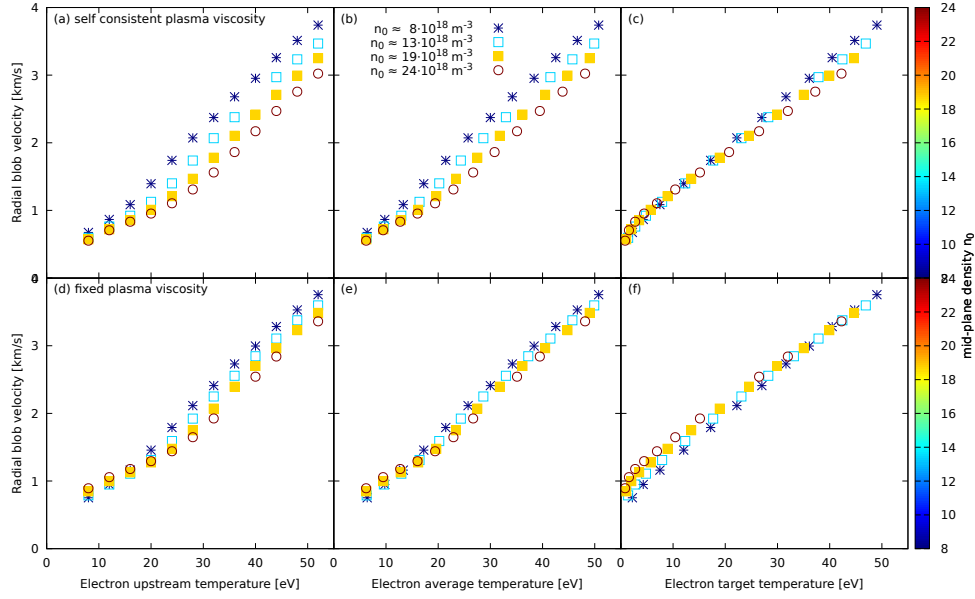 (a) self consistent plasma viscosity
(b)
(c)
n₀ ≈ 8·10¹⁸ m⁻³
n₀ ≈ 13·10¹⁸ m⁻³
n₀ ≈ 19·10¹⁸ m⁻³
n₀ ≈ 24·10¹⁸ m⁻³
Radial blob velocity [km/s]
4
3
2
1
0
24
22
20
18
16
14
12
10
8
mid-plane density n₀
(d) fixed plasma viscosity
(e)
(f)
Radial blob velocity [km/s]
4
3
2
1
0
24
22
20
18
16
14
12
10
8
mid-plane density n₀
0 10 20 30 40 50
0 10 20 30 40 50
0 10 20 30 40 50
Electron upstream temperature [eV]
Electron average temperature [eV]
Electron target temperature [eV]